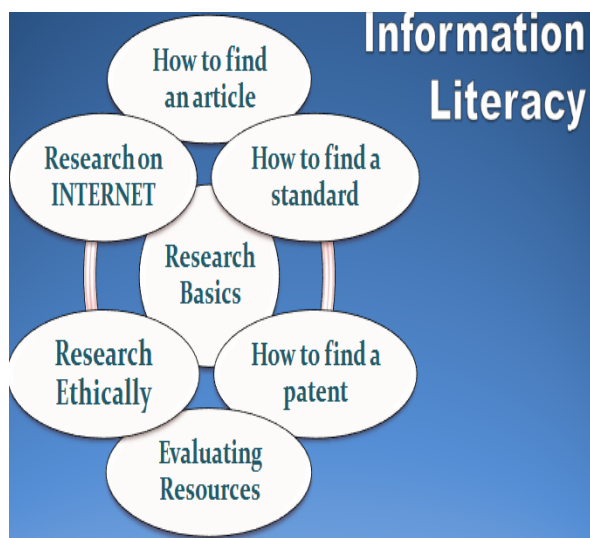 Information
Literacy
How to find
an article
Research on
INTERNET
How to find a
standard
Research
Basics
Research
Ethically
How to find a
patent
Evaluating
Resources